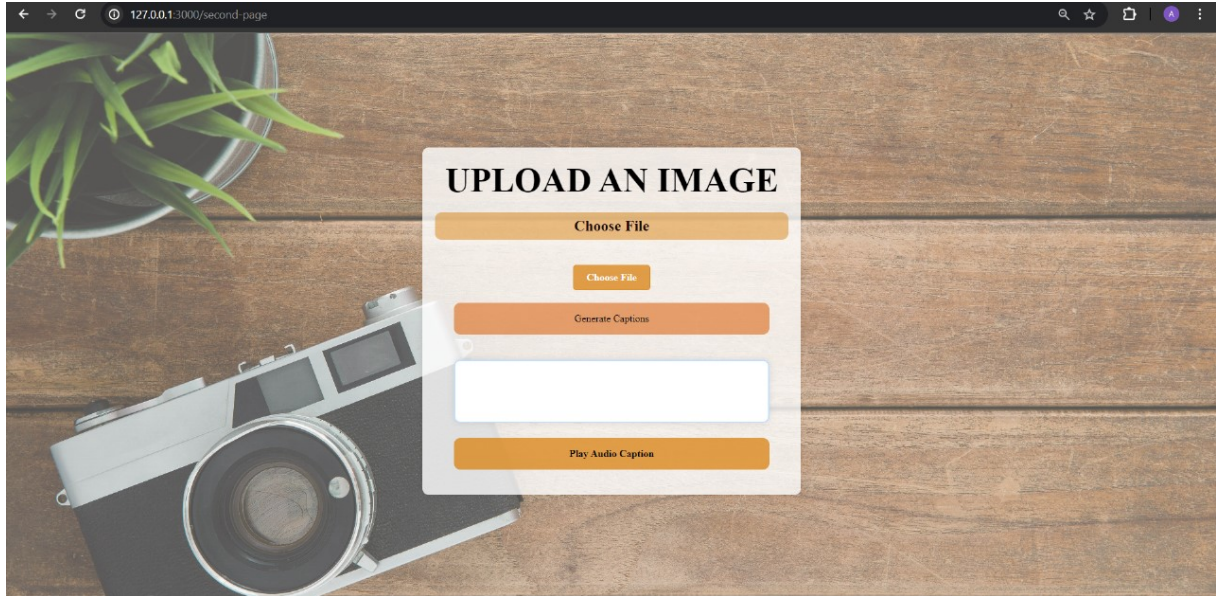 127.0.0.1:3000/second-page
A
UPLOAD AN IMAGE
Choose File
Choose File
Generate Captions
Play Audio Caption